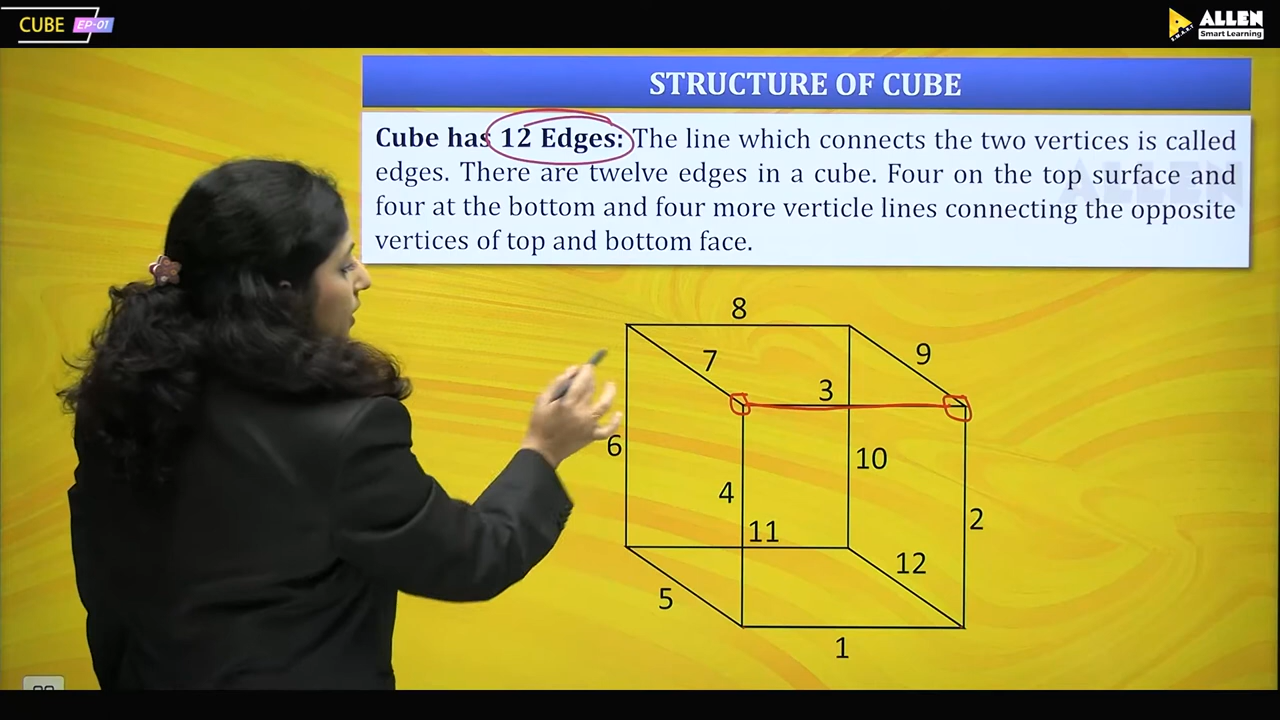 CUBE EP-01
ALLEN
Smart Learning
STRUCTURE OF CUBE
Cube has 12 Edges: The line which connects the two vertices is called
edges. There are twelve edges in a cube. Four on the top surface and
four at the bottom and four more verticle lines connecting the opposite
vertices of top and bottom face.
8
7
9
3
6
10
4
2
11
12
5
1